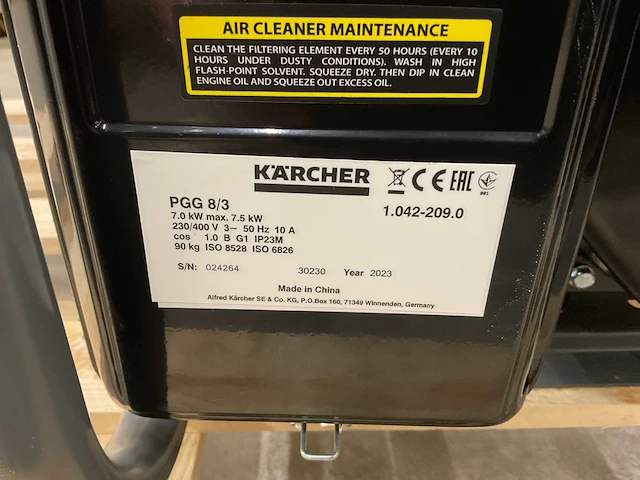 AIR CLEANER MAINTENANCE
CLEAN THE FILTERING ELEMENT EVERY 50 HOURS (EVERY 10
HOURS UNDER DUSTY CONDITIONS). WASH IN HIGH
FLASH-POINT SOLVENT. SQUEEZE DRY. THEN DIP IN CLEAN
ENGINE OIL AND SQUEEZE OUT EXCESS OIL.
KÄRCHER CE EAC
001
PGG 8/3 1.042-209.0
7.0 kW max. 7.5 kW
230/400 V 3~ 50 Hz 10 A
cos 1.0 B G1 IP23M
90 kg ISO 8528 ISO 6826
S/N: 024264 30230 Year 2023
Made in China
Alfred Kärcher SE & Co. KG, P.O.Box 160, 71349 Winnenden, Germany